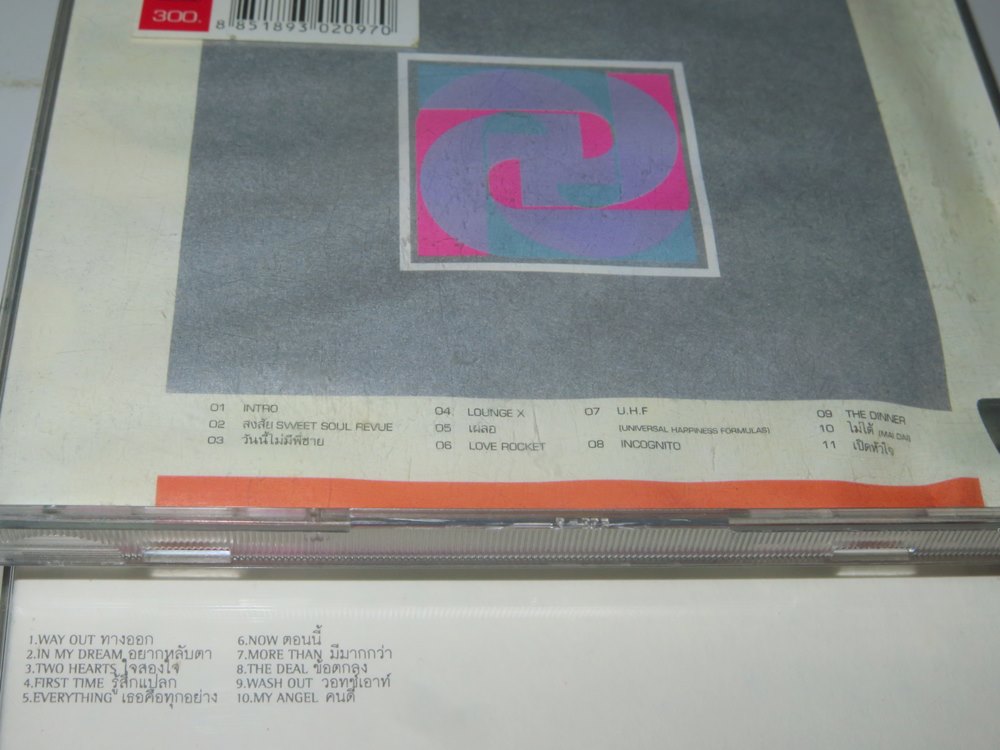 300.
8 851893 020970
01 INTRO
02 สงสัย SWEET SOUL REVUE
03 วันนี้ไม่มีพี่ชาย
04 LOUNGE X
05 เผลอ
06 LOVE ROCKET
07 U.H.F
(UNIVERSAL HAPPINESS FORMULAS)
08 INCOGNITO
09 THE DINNER
10 ไม่ได้ (MAI DAI)
11 เปิดหัวใจ
1.WAY OUT ทางออก
2.IN MY DREAM อยากหลับตา
3.TWO HEARTS ใจสองใจ
4.FIRST TIME รู้สึกแปลก
5.EVERYTHING เธอคือทุกอย่าง
6.NOW ตอนนี้
7.MORE THAN มีมากกว่า
8.THE DEAL ข้อตกลง
9.WASH OUT วอทช์เอาท์
10.MY ANGEL คนดี